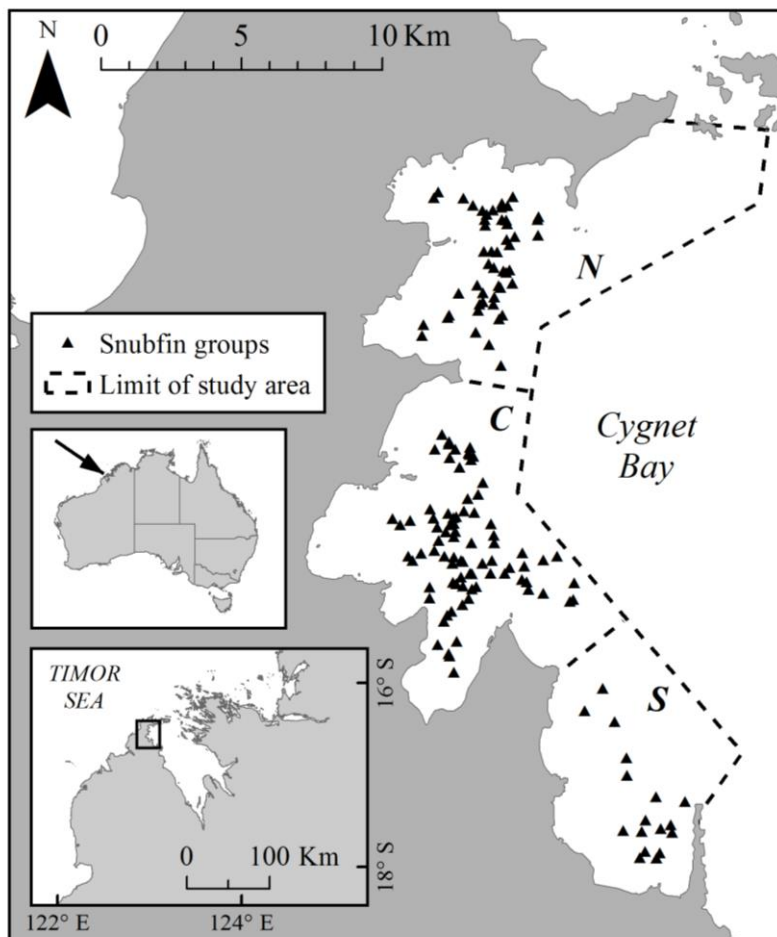 N
0 5 10 Km
N
Snubfin groups
Limit of study area
C
Cygnet
Bay
S
TIMOR
SEA
16° S
0 100 Km
18° S
122° E 124° E